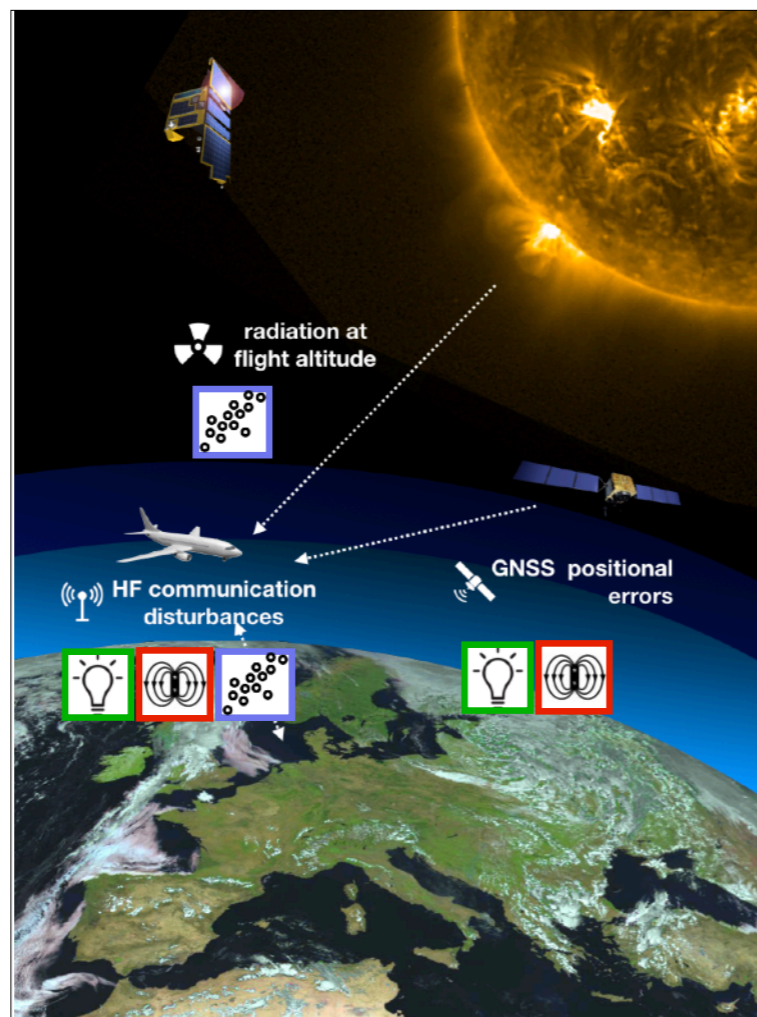 radiation at
flight altitude
HF communication
disturbances
GNSS positional
errors